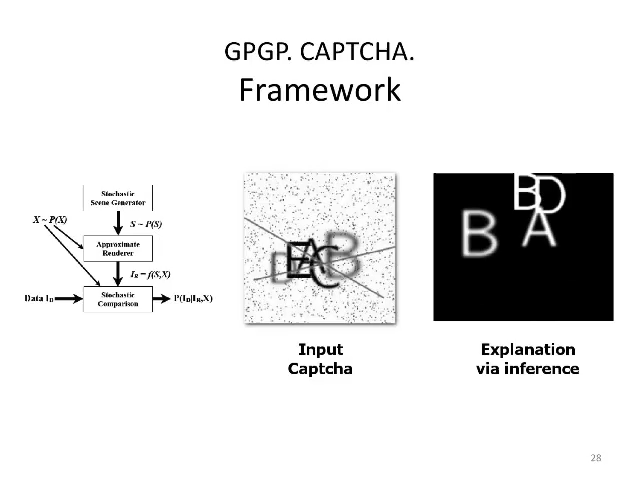 GPGP. CAPTCHA.
Framework
Stochastic
Scene Generator
X ~ P(X)
S ~ P(S)
Approximate
Renderer
I_R = f(S,X)
Data I_D
Stochastic
Comparison
P(I_D|I_R,X)
B
E
A
C
B
B
D
B
A
Input
Captcha
Explanation
via inference
28